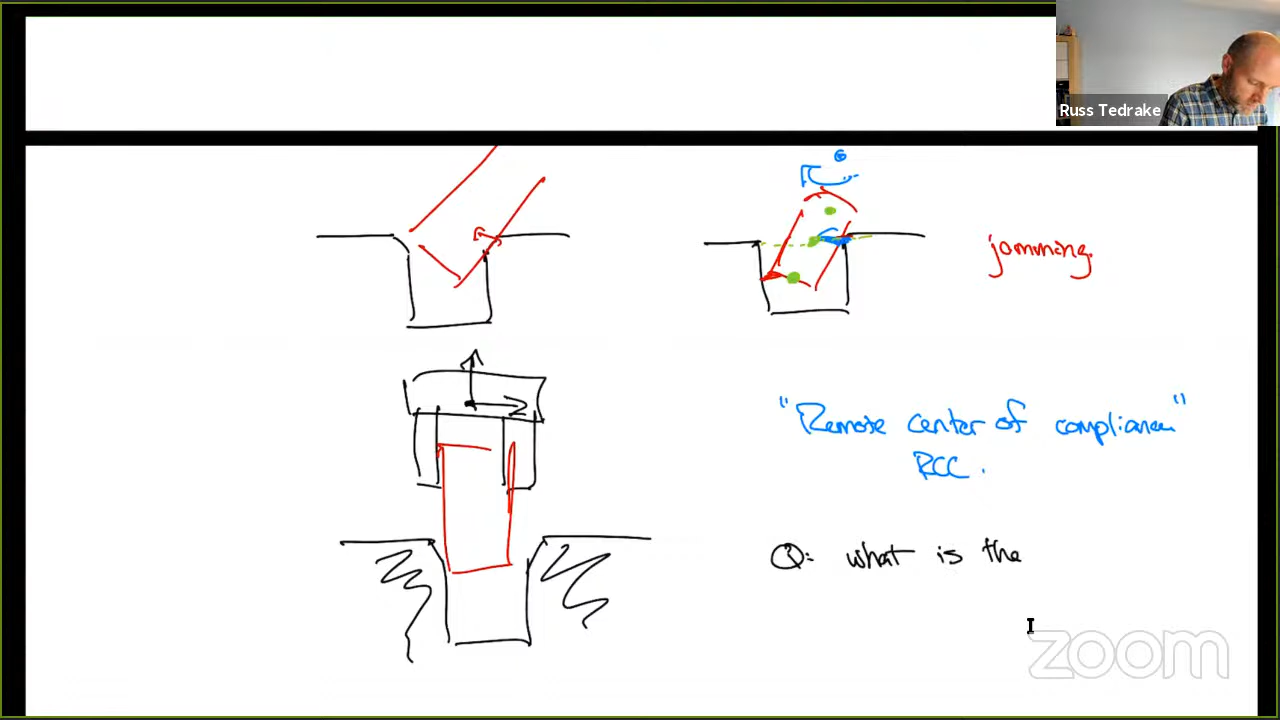 Russ Tedrake
jamming.
"Remote center of compliance"
RCC.
Q: what is the
zoom